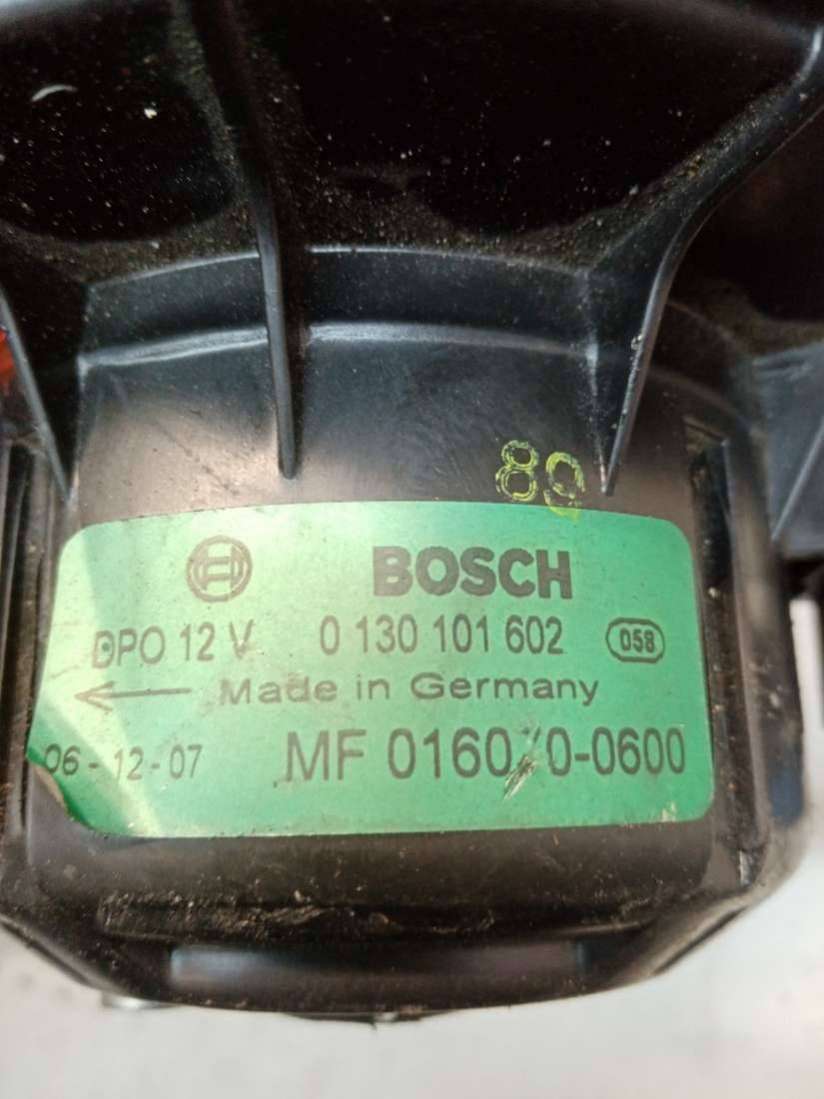 89
BOSCH
DPO 12 V 0 130 101 602 058
Made in Germany
06-12-07 MF 0160